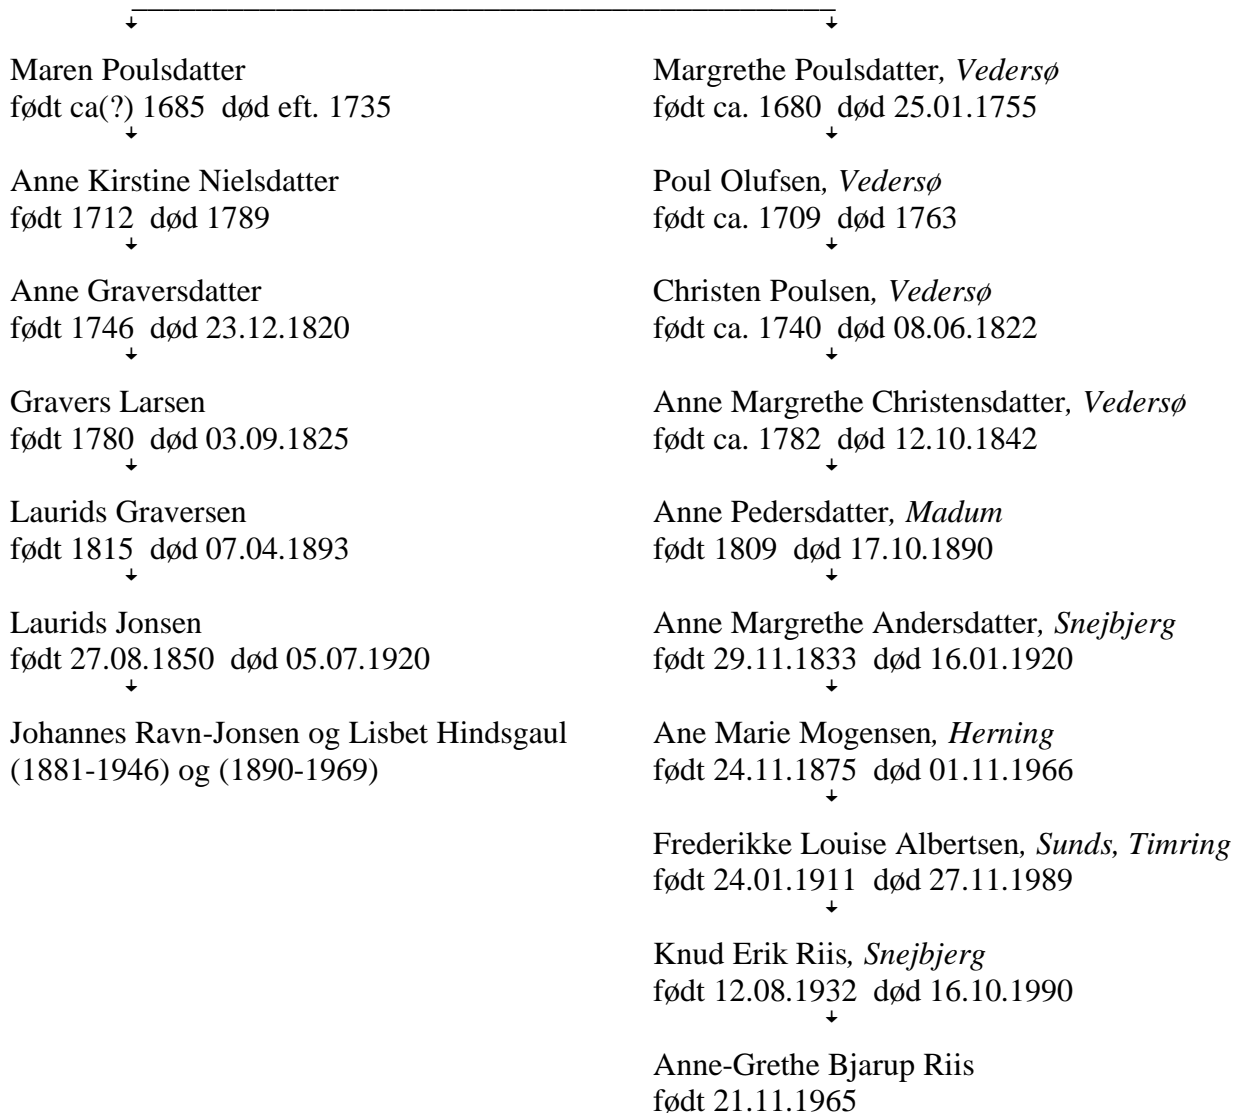 Maren Poulsdatter
født ca(?) 1685 død eft. 1735
Anne Kirstine Nielsdatter
født 1712 død 1789
Anne Graversdatter
født 1746 død 23.12.1820
Gravers Larsen
født 1780 død 03.09.1825
Laurids Graversen
født 1815 død 07.04.1893
Laurids Jonsen
født 27.08.1850 død 05.07.1920
Johannes Ravn-Jonsen og Lisbet Hindsgaul
(1881-1946) og (1890-1969)
Margrethe Poulsdatter, Vedersø
født ca. 1680 død 25.01.1755
Poul Olufsen, Vedersø
født ca. 1709 død 1763
Christen Poulsen, Vedersø
født ca. 1740 død 08.06.1822
Anne Margrethe Christensdatter, Vedersø
født ca. 1782 død 12.10.1842
Anne Pedersdatter, Madum
født 1809 død 17.10.1890
Anne Margrethe Andersdatter, Snejbjerg
født 29.11.1833 død 16.01.1920
Ane Marie Mogensen, Herning
født 24.11.1875 død 01.11.1966
Frederikke Louise Albertsen, Sunds, Timring
født 24.01.1911 død 27.11.1989
Knud Erik Riis, Snejbjerg
født 12.08.1932 død 16.10.1990
Anne-Grethe Bjarup Riis
født 21.11.1965